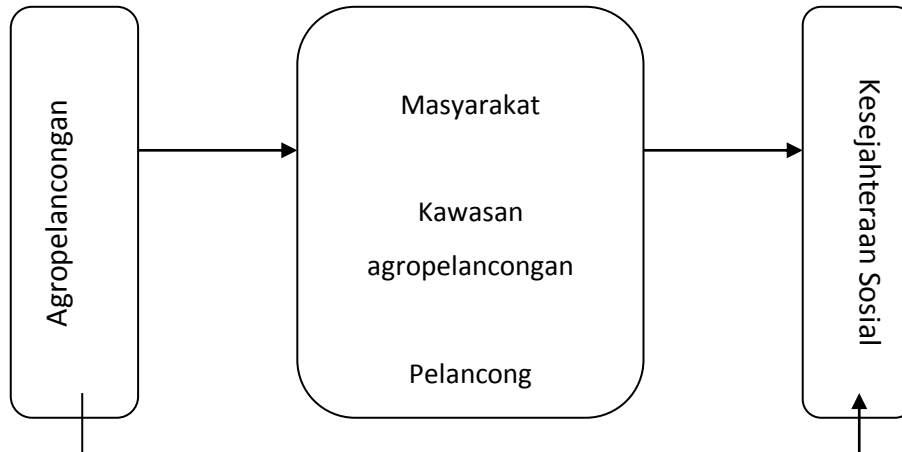 Agropelancongan
Masyarakat
Kawasan
agropelancongan
Pelancong
Kesejahteraan Sosial